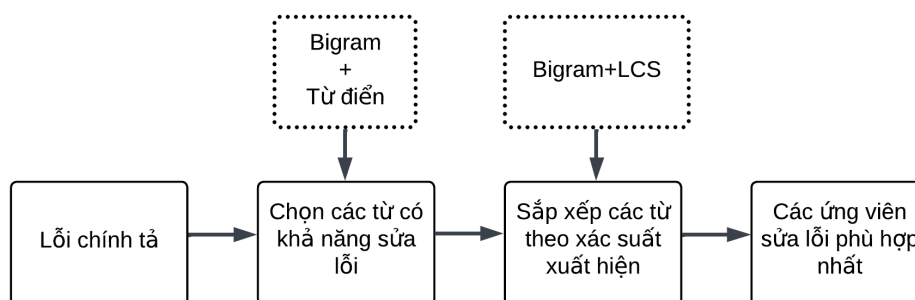 Bigram
+
Từ điển
Bigram+LCS
Lỗi chính tả
Chọn các từ có
khả năng sửa
lỗi
Sắp xếp các từ
theo xác suất
xuất hiện
Các ứng viên
sửa lỗi phù hợp
nhất